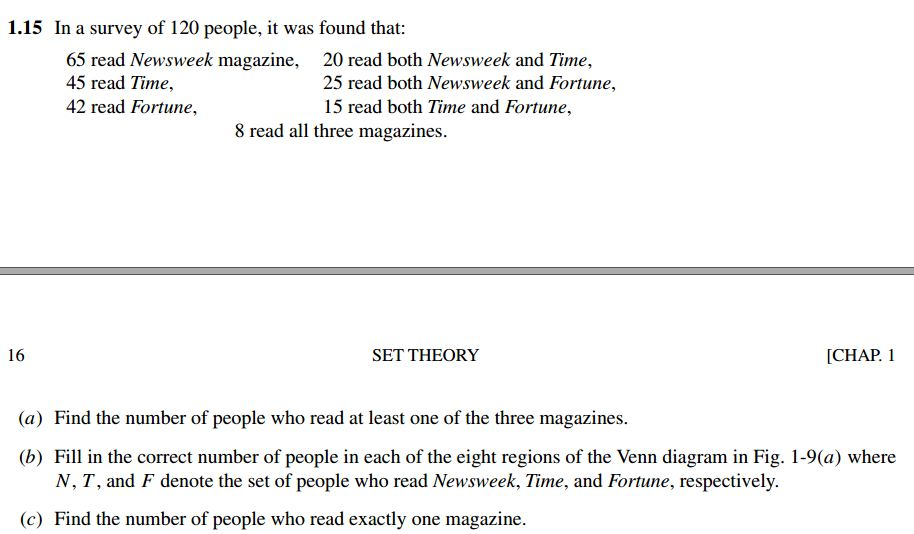 1.15 In a survey of 120 people, it was found that:
65 read Newsweek magazine, 20 read both Newsweek and Time,
45 read Time, 25 read both Newsweek and Fortune,
42 read Fortune, 15 read both Time and Fortune,
8 read all three magazines.
16 SET THEORY [CHAP. 1
(a) Find the number of people who read at least one of the three magazines.
(b) Fill in the correct number of people in each of the eight regions of the Venn diagram in Fig. 1-9(a) where
N, T, and F denote the set of people who read Newsweek, Time, and Fortune, respectively.
(c) Find the number of people who read exactly one magazine.